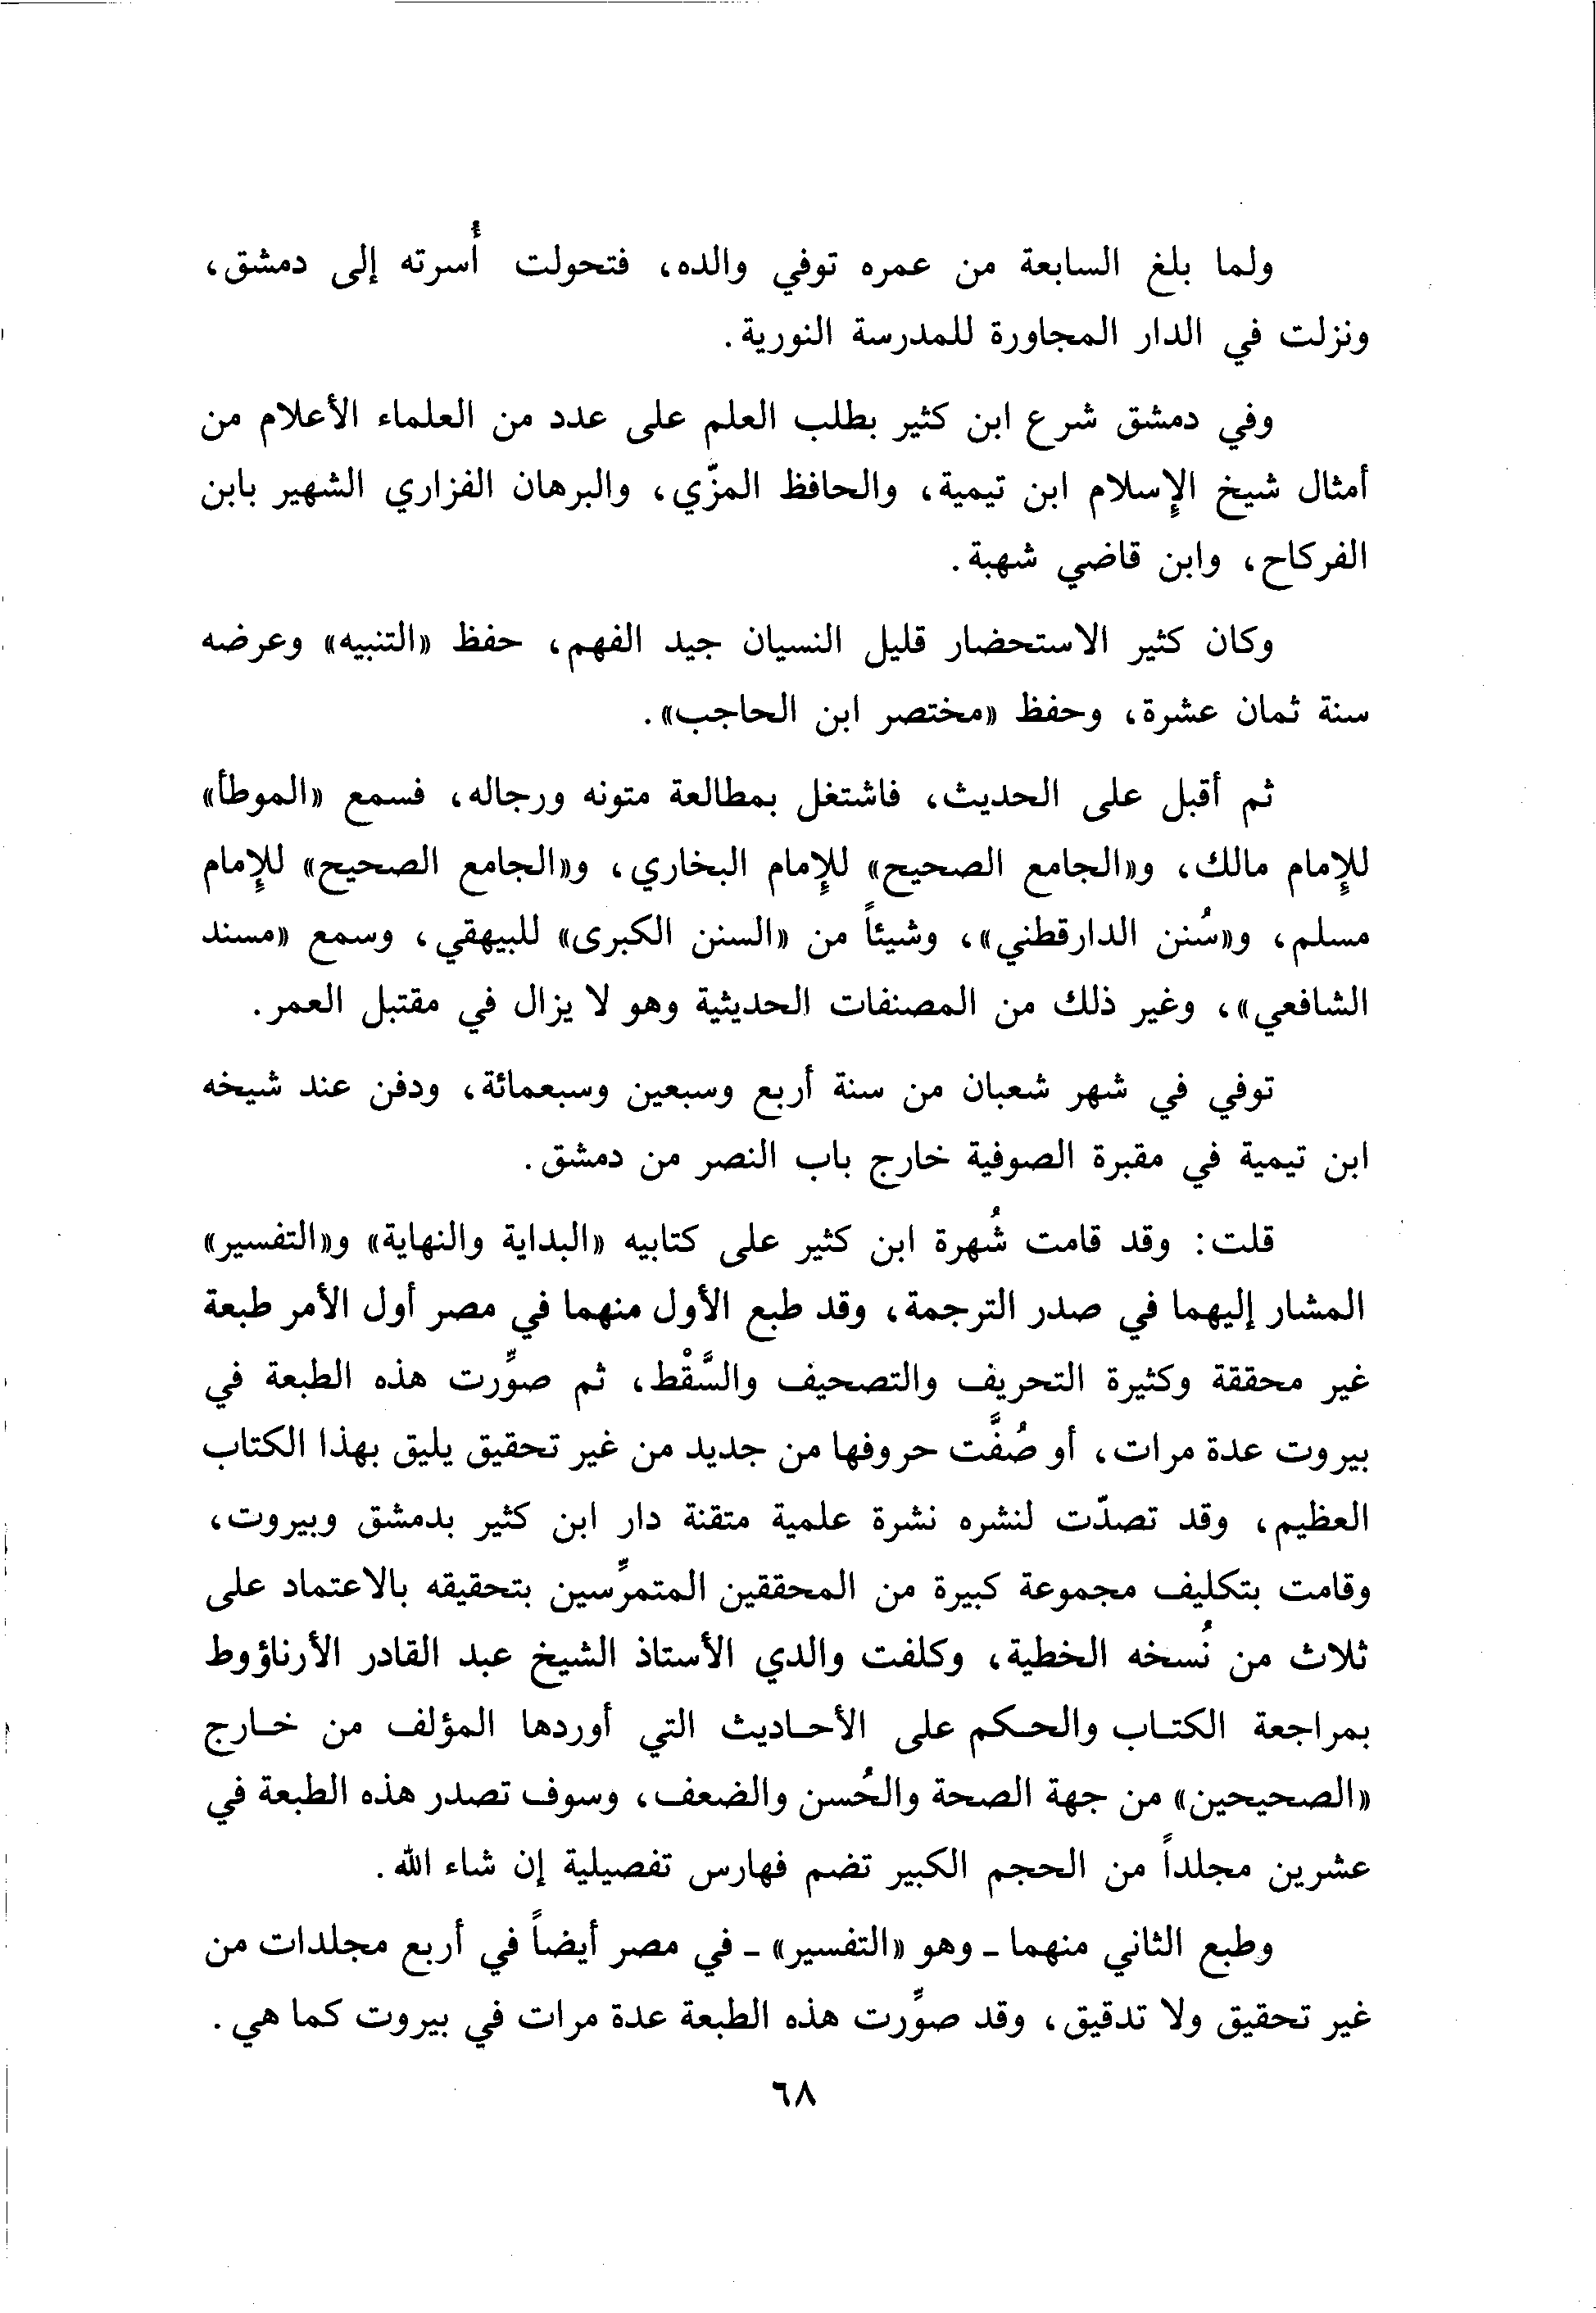 ولما بلغ السابعة من عمره توفي والده، فتحولت أُسرته إلى دمشق،
ونزلت في الدار المجاورة للمدرسة النورية.
وفي دمشق شرع ابن كثير بطلب العلم على عدد من العلماء الأعلام من
أمثال شيخ الإسلام ابن تيمية، والحافظ المزّي، والبرهان الفزاري الشهير بابن
الفركاح، وابن قاضي شهبة.
وكان كثير الاستحضار قليل النسيان جيد الفهم، حفظ «التنبيه» وعرضه
سنة ثمان عشرة، وحفظ «مختصر ابن الحاجب».
ثم أقبل على الحديث، فاشتغل بمطالعة متونه ورجاله، فسمع «الموطأ»
للإمام مالك، و«الجامع الصحيح» للإمام البخاري، و«الجامع الصحيح» للإمام
مسلم، و«سُنن الدارقطني»، وشيئاً من «السنن الكبرى» للبيهقي، وسمع «مسند
الشافعي»، وغير ذلك من المصنفات الحديثية وهو لا يزال في مقتبل العمر.
توفي في شهر شعبان من سنة أربع وسبعين وسبعمائة، ودفن عند شيخه
ابن تيمية في مقبرة الصوفية خارج باب النصر من دمشق.
قلت: وقد قامت شُهرة ابن كثير على كتابيه «البداية والنهاية» و«التفسير»
المشار إليهما في صدر الترجمة، وقد طبع الأول منهما في مصر أول الأمر طبعة
غير محققة وكثيرة التحريف والتصحيف والسَّقْط، ثم صوِّرت هذه الطبعة في
بيروت عدة مرات، أو صُفَّت حروفها من جديد من غير تحقيق يليق بهذا الكتاب
العظيم، وقد تصدّت لنشره نشرة علمية متقنة دار ابن كثير بدمشق وبيروت،
وقامت بتكليف مجموعة كبيرة من المحققين المتمرِّسين بتحقيقه بالاعتماد على
ثلاث من نُسخه الخطية، وكلفت والدي الأستاذ الشيخ عبد القادر الأرناؤوط
بمراجعة الكتـاب والحـكم على الأحـاديث التي أوردها المؤلف من خـارج
«الصحيحين» من جهة الصحة والحُسن والضعف، وسوف تصدر هذه الطبعة في
عشرين مجلداً من الحجم الكبير تضم فهارس تفصيلية إن شاء الله.
وطبع الثاني منهما ـ وهو «التفسير» ـ في مصر أيضاً في أربع مجلدات من
غير تحقيق ولا تدقيق، وقد صوِّرت هذه الطبعة عدة مرات في بيروت كما هي.
٦٨